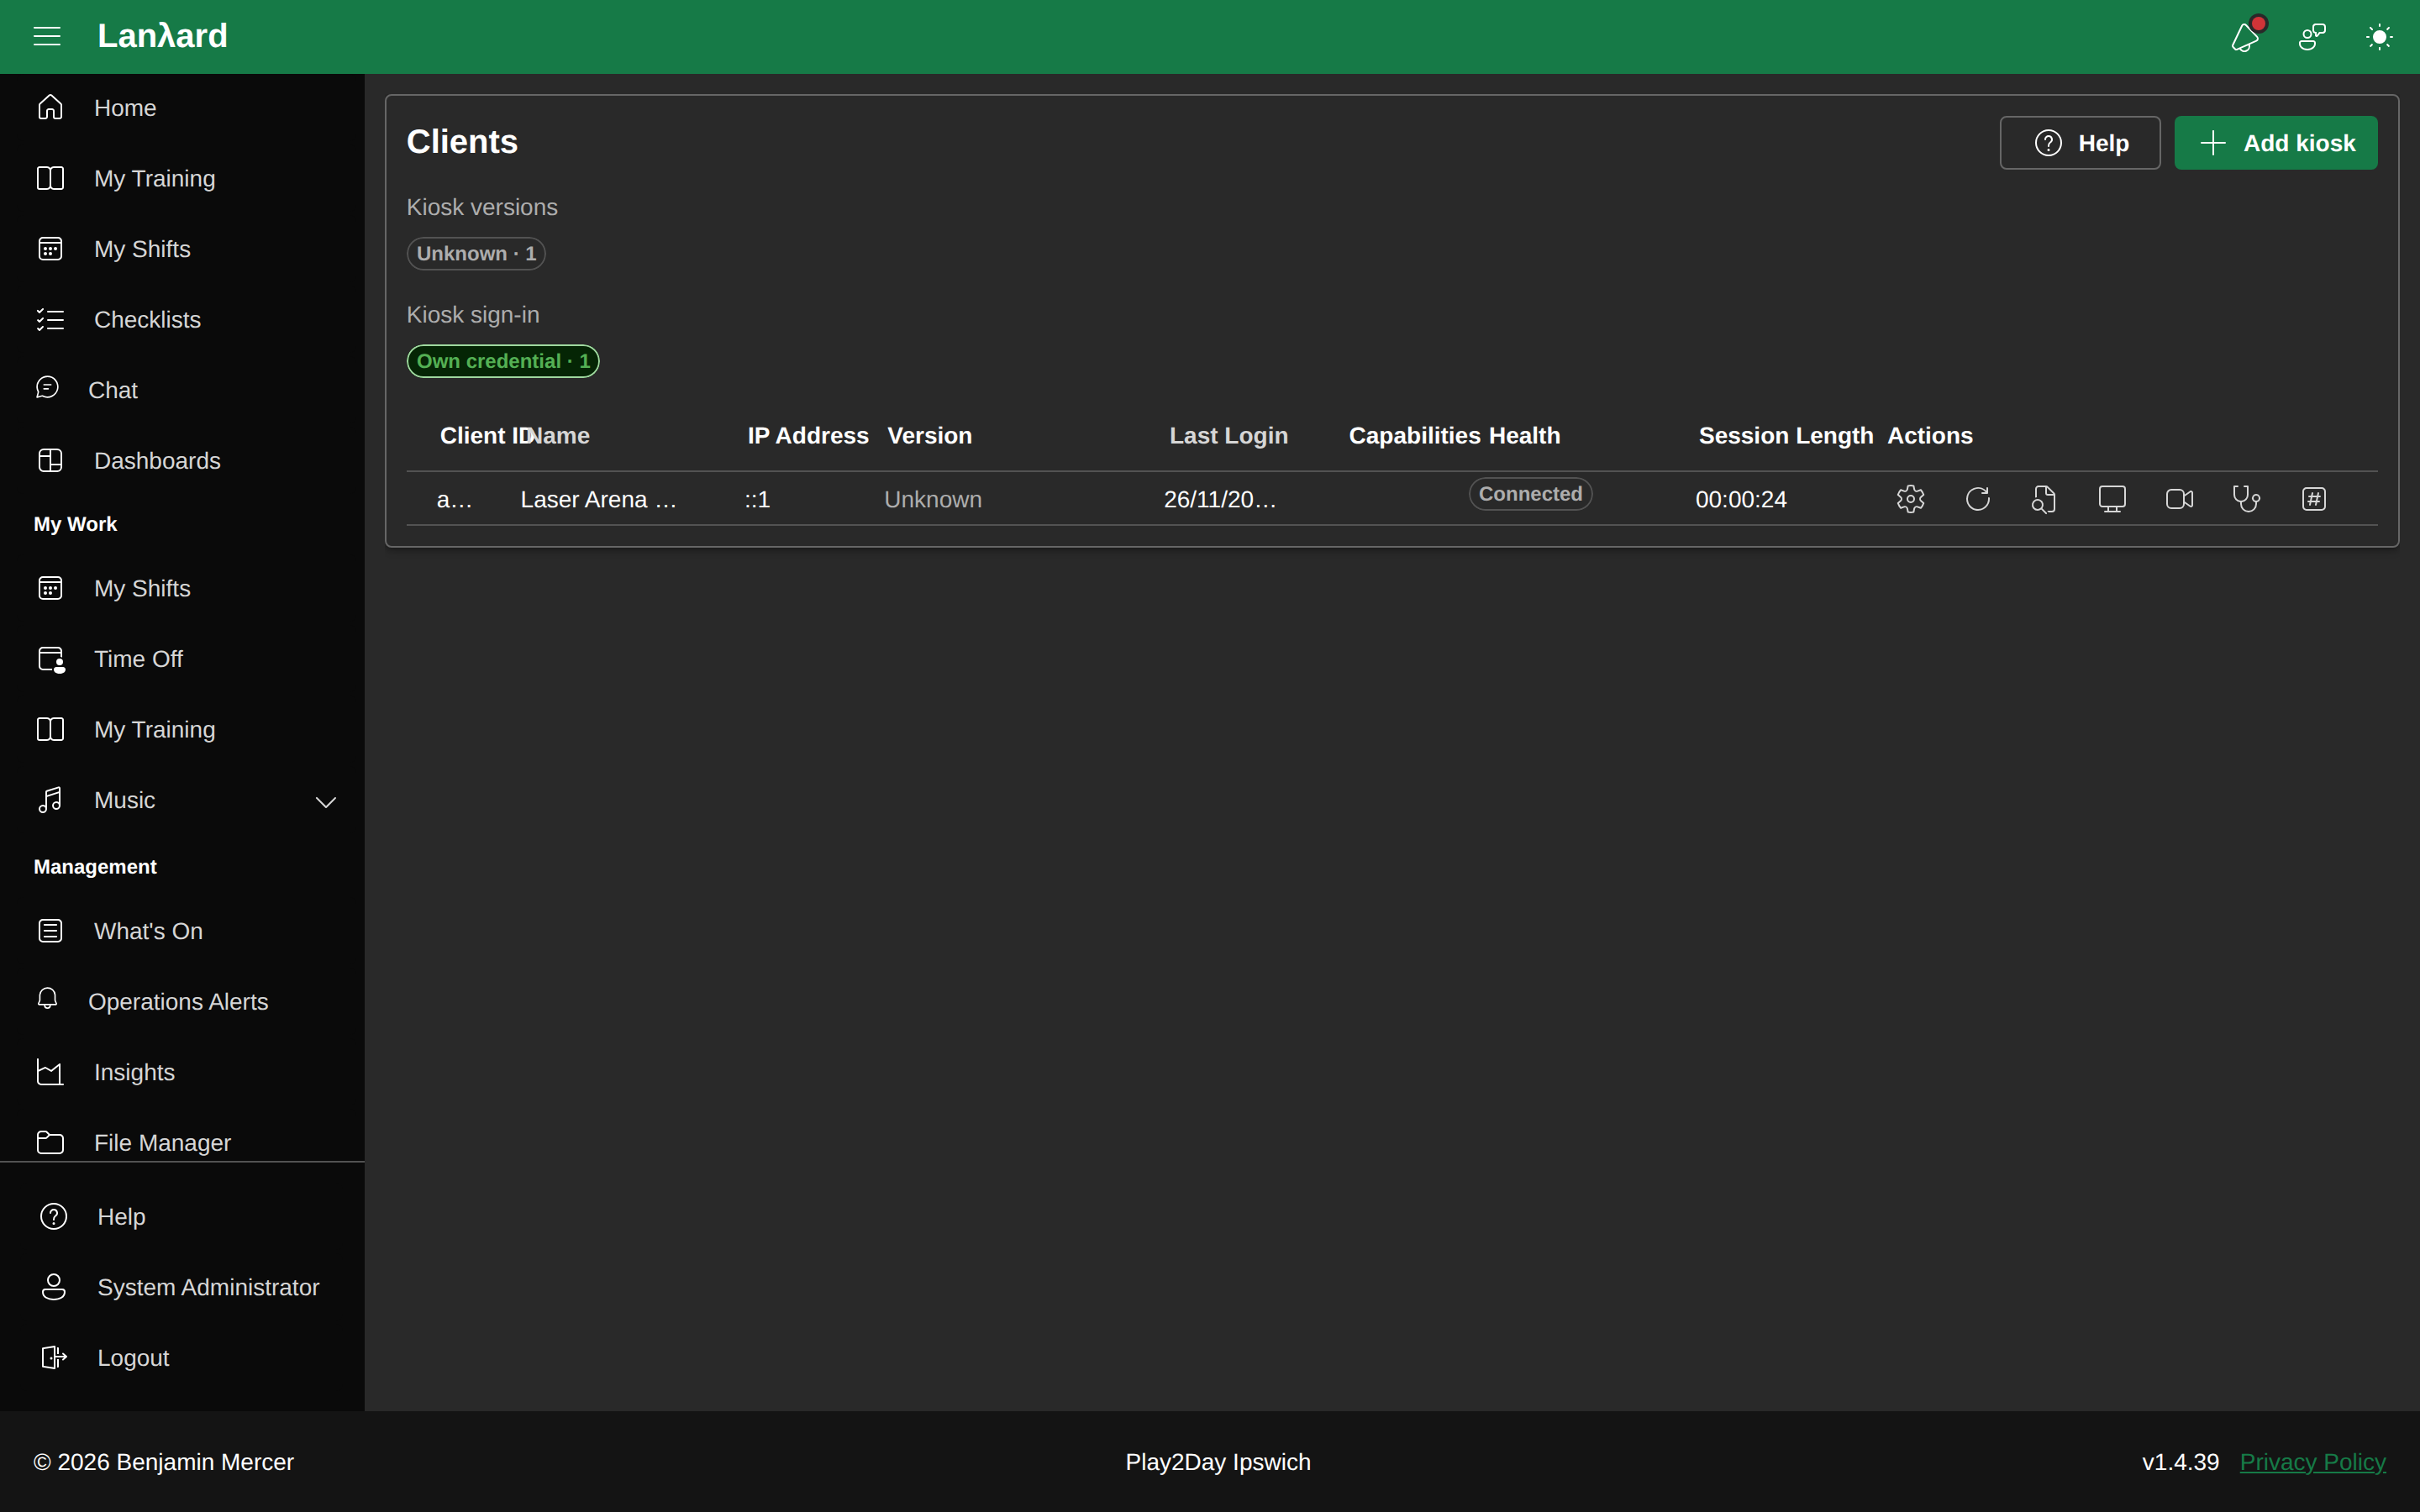 Lanλard
Home
My Training
My Shifts
Checklists
Chat
Dashboards
My Work
My Shifts
Time Off
My Training
Music
Management
What's On
Operations Alerts
Insights
File Manager
Help
System Administrator
Logout
Clients
Help
Add kiosk
Kiosk versions
Unknown · 1
Kiosk sign-in
Own credential · 1
Client ID Name IP Address Version Last Login Capabilities Health Session Length Actions
a… Laser Arena … ::1 Unknown 26/11/20… Connected 00:00:24
© 2026 Benjamin Mercer
Play2Day Ipswich
v1.4.39 Privacy Policy